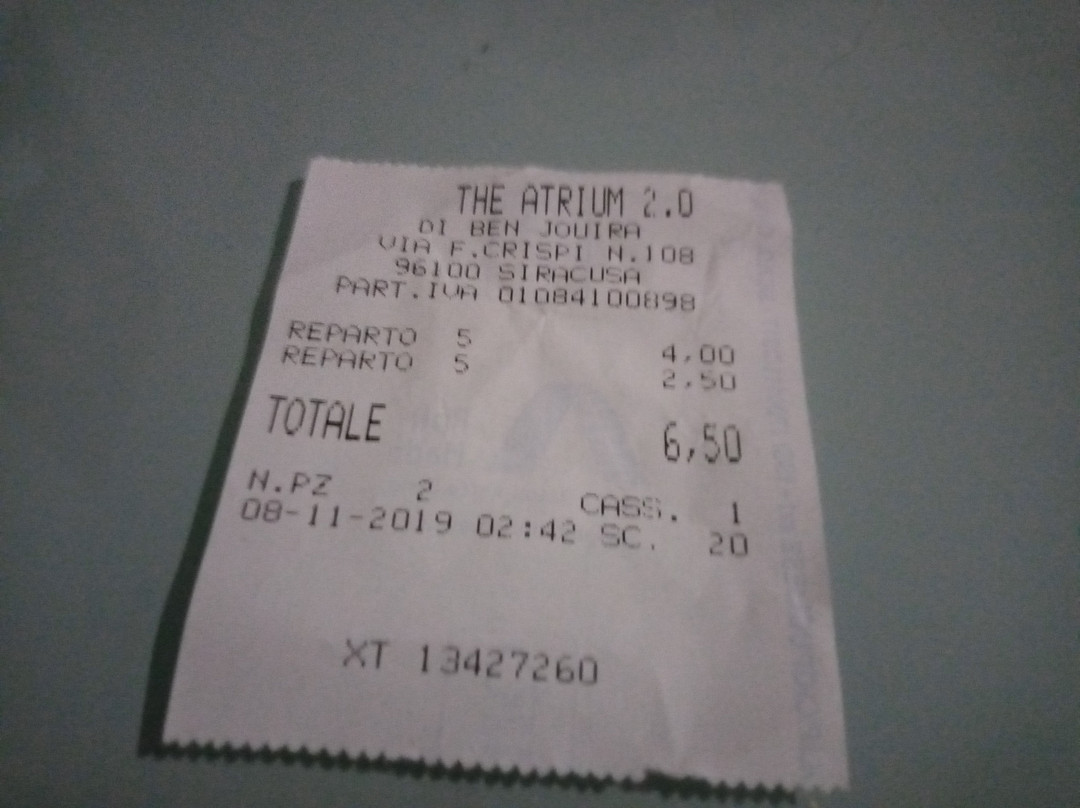 THE ATRIUM 2.0
DI BEN JOUIRA
VIA F.CRISPI N.108
96100 SIRACUSA
PART.IVA 01084100898
REPARTO 5 4,00
REPARTO 5 2,50
TOTALE 6,50
N.PZ 2 CASS. 1
08-11-2019 02:42 SC. 20
XT 13427260